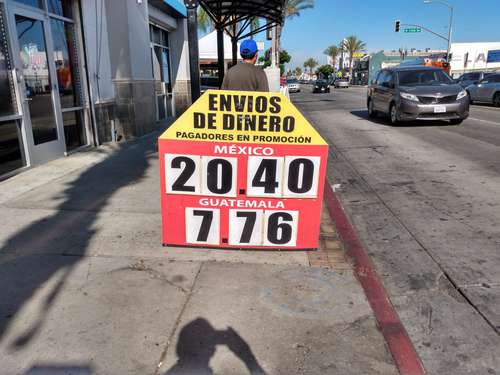 ENVIOS
DE DINERO
PAGADORES EN PROMOCIÓN
MÉXICO
20.40
GUATEMALA
7.76